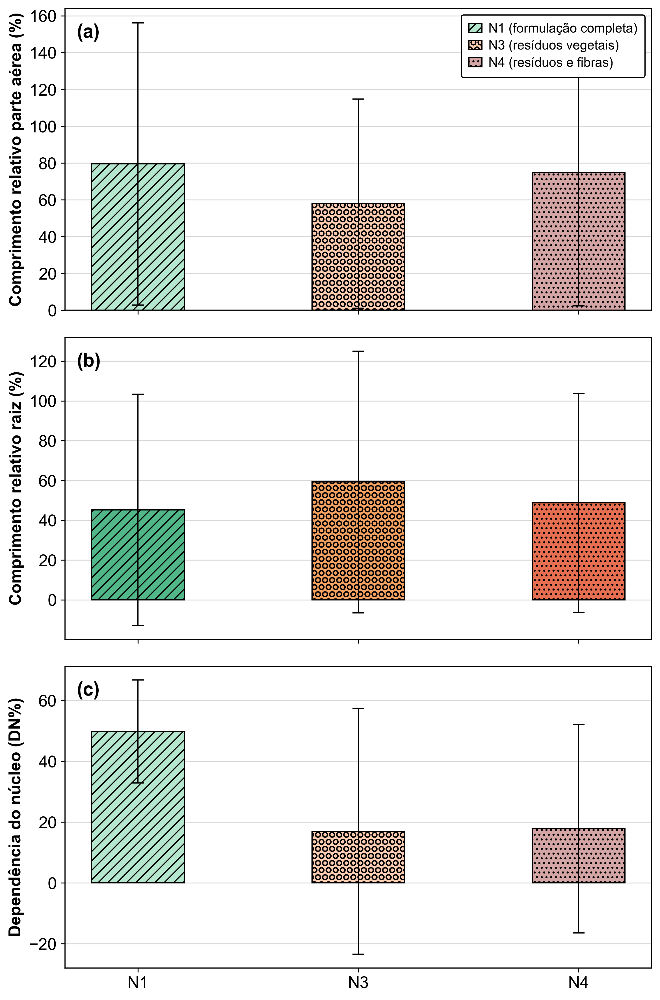 Comprimento relativo parte aérea (%)
160
140
120
100
80
60
40
20
0
(a)
N1 (formulação completa)
N3 (resíduos vegetais)
N4 (resíduos e fibras)
Comprimento relativo raiz (%)
120
100
80
60
40
20
0
(b)
Dependência do núcleo (DN%)
60
40
20
0
−20
(c)
N1
N3
N4